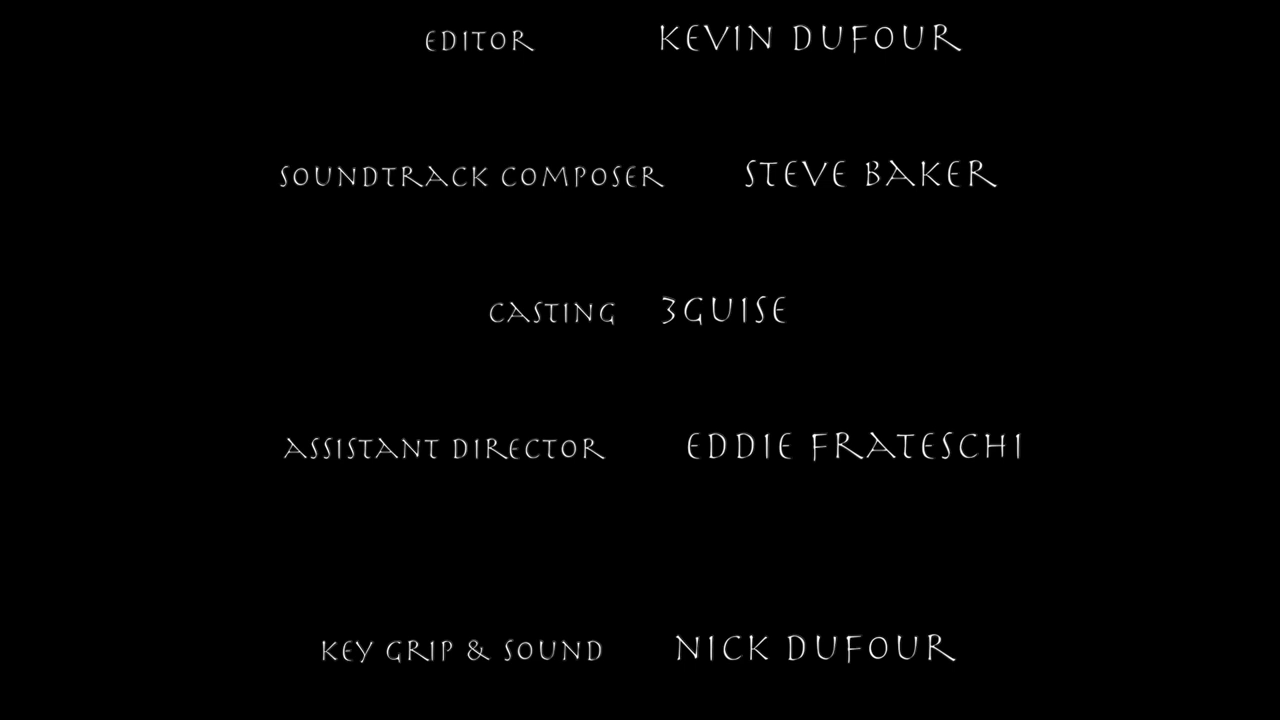 EDITOR KEVIN DUFOUR
SOUNDTRACK COMPOSER STEVE BAKER
CASTING 3GUISE
ASSISTANT DIRECTOR EDDIE FRATESCHI
KEY GRIP & SOUND NICK DUFOUR